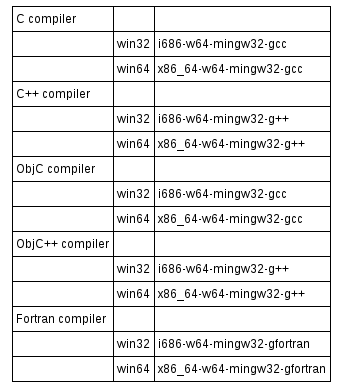 C compiler
win32 i686-w64-mingw32-gcc
win64 x86_64-w64-mingw32-gcc
C++ compiler
win32 i686-w64-mingw32-g++
win64 x86_64-w64-mingw32-g++
ObjC compiler
win32 i686-w64-mingw32-gcc
win64 x86_64-w64-mingw32-gcc
ObjC++ compiler
win32 i686-w64-mingw32-g++
win64 x86_64-w64-mingw32-g++
Fortran compiler
win32 i686-w64-mingw32-gfortran
win64 x86_64-w64-mingw32-gfortran